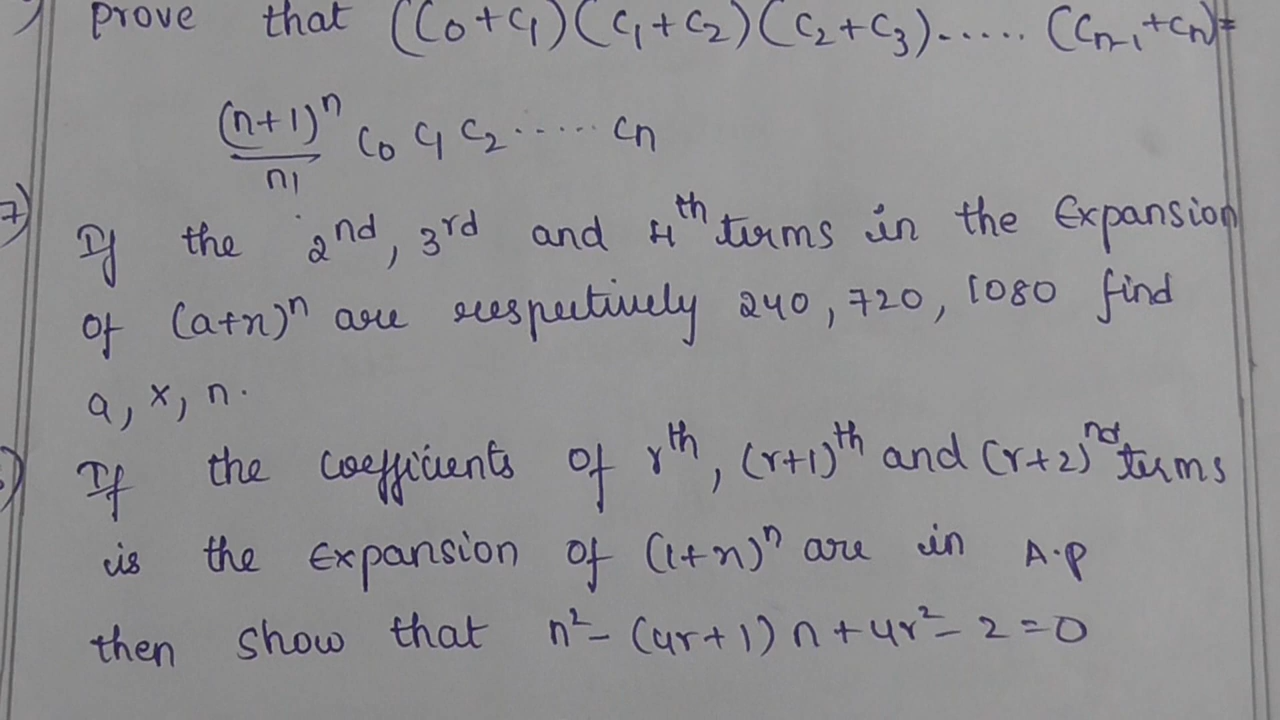 ) prove that (C₀+C₁)(C₁+C₂)(C₂+C₃)...... (Cn-1+Cn)=
(n+1)ⁿ/n! C₀ C₁ C₂ ...... Cn
7) If the 2nd, 3rd and 4th terms in the Expansion
of (a+x)ⁿ are respectively 240, 720, 1080 find
a, x, n.
) If the coefficients of rth, (r+1)th and (r+2)nd terms
is the Expansion of (1+x)ⁿ are in A.P
then show that n²-(4r+1)n+4r²-2=0